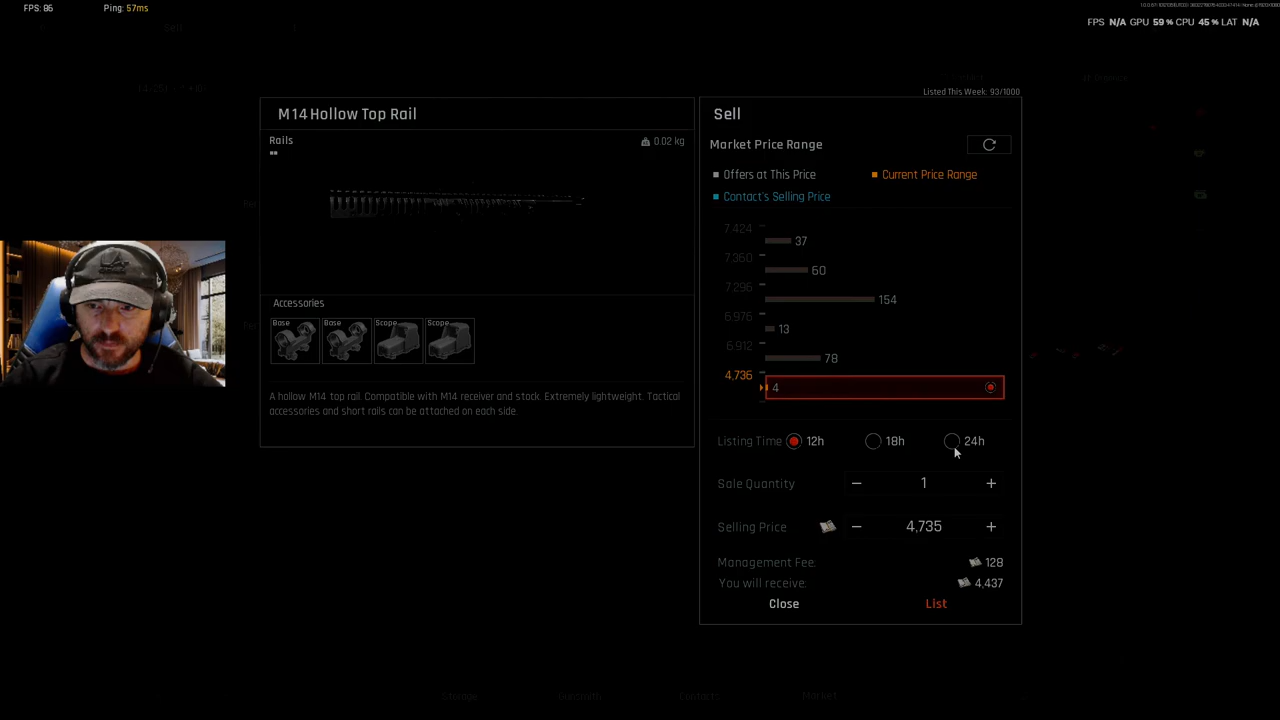 FPS: 86 Ping: 57ms
FPS N/A GPU 59 % CPU 45 % LAT N/A
Sell
Listed This Week: 93/1000
M14 Hollow Top Rail
Sell
Rails
0.02 kg
Market Price Range
Offers at This Price
Current Price Range
Contact's Selling Price
7,424
37
7,360
60
7,296
154
6,976
13
6,912
78
4,736
4
Accessories
Base
Base
Scope
Scope
A hollow M14 top rail. Compatible with M14 receiver and stock. Extremely lightweight. Tactical
accessories and short rails can be attached on each side.
Listing Time 12h 18h 24h
Sale Quantity − 1 +
Selling Price − 4,735 +
Management Fee: 128
You will receive: 4,437
Close List
Storage Gunsmith Contacts Market